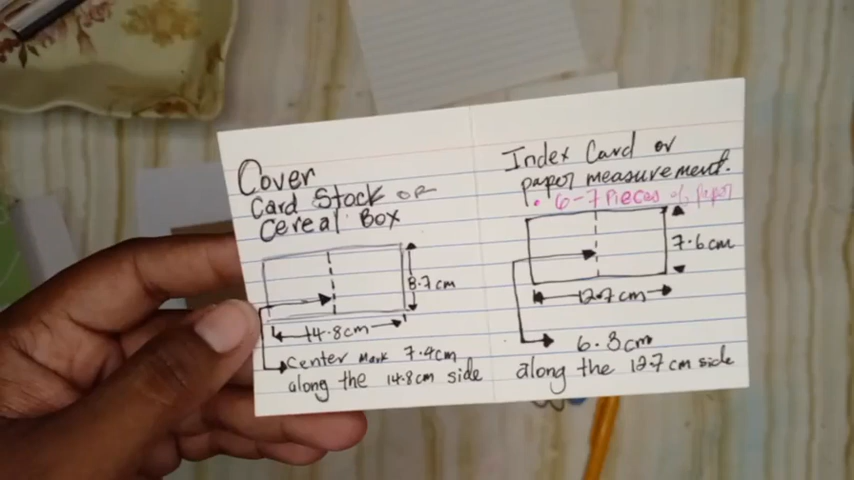 Cover
Card Stock or
Cereal Box
8.7cm
14.8cm
Center Mark 7.4cm
along the 14.8cm side
Index Card or
paper measurement.
• 6-7 Pieces of Paper
7.6cm
12.7cm
6.3cm
along the 12.7cm side